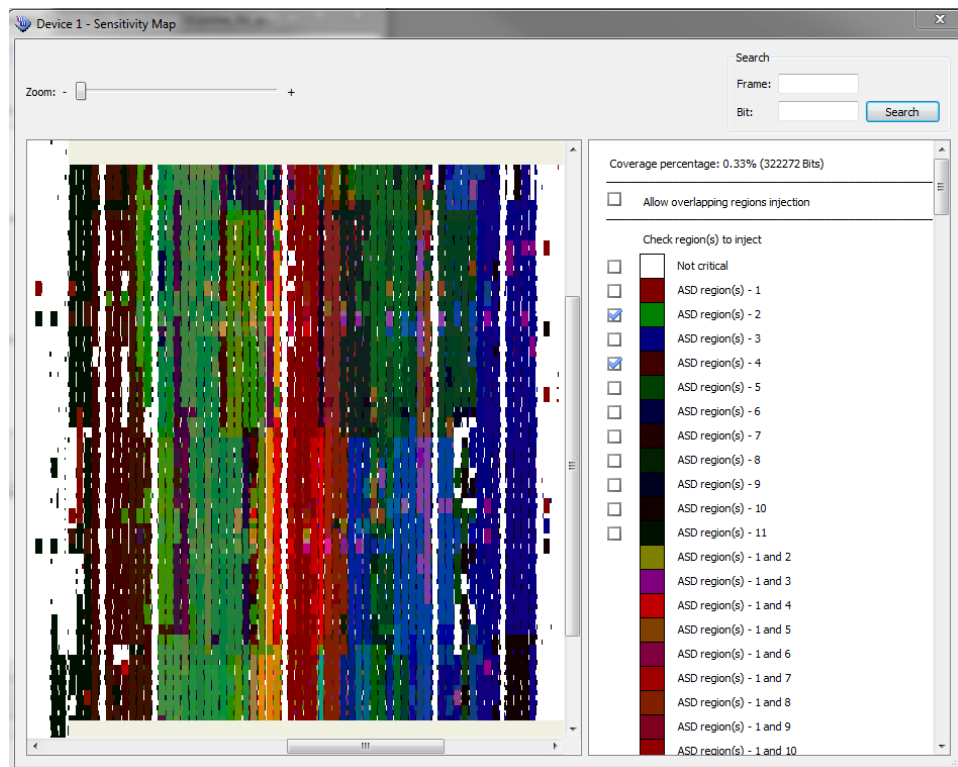 Device 1 - Sensitivity Map
Search
Zoom: - +
Frame:
Bit:
Search
Coverage percentage: 0.33% (322272 Bits)
Allow overlapping regions injection
Check region(s) to inject
Not critical
ASD region(s) - 1
ASD region(s) - 2
ASD region(s) - 3
ASD region(s) - 4
ASD region(s) - 5
ASD region(s) - 6
ASD region(s) - 7
ASD region(s) - 8
ASD region(s) - 9
ASD region(s) - 10
ASD region(s) - 11
ASD region(s) - 1 and 2
ASD region(s) - 1 and 3
ASD region(s) - 1 and 4
ASD region(s) - 1 and 5
ASD region(s) - 1 and 6
ASD region(s) - 1 and 7
ASD region(s) - 1 and 8
ASD region(s) - 1 and 9
ASD region(s) - 1 and 10